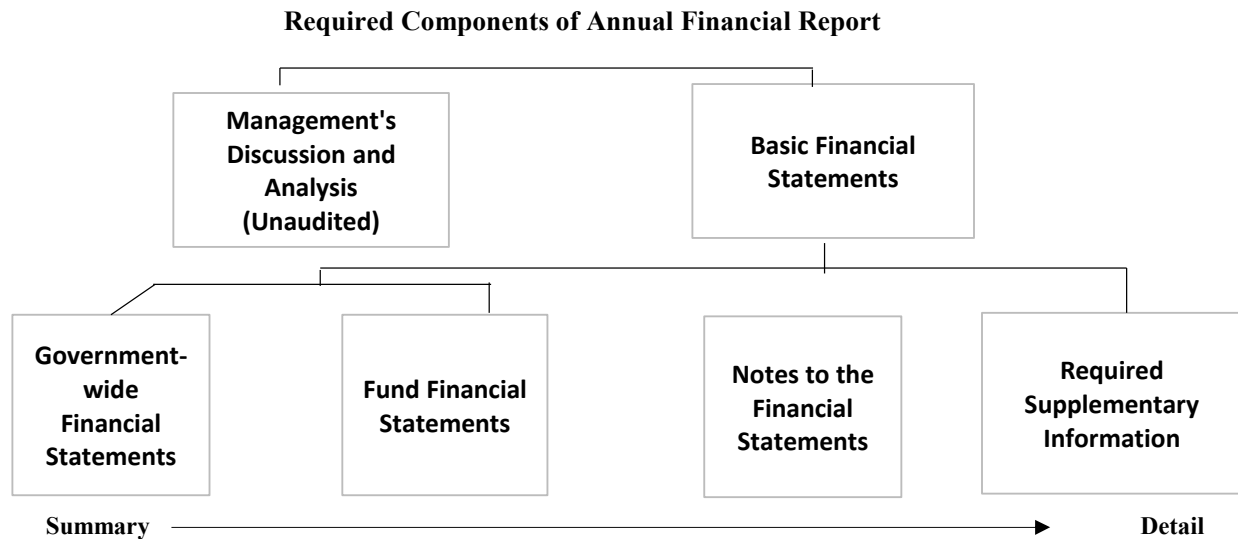 Required Components of Annual Financial Report
Management's
Discussion and
Analysis
(Unaudited)
Basic Financial
Statements
Government-
wide
Financial
Statements
Fund Financial
Statements
Notes to the
Financial
Statements
Required
Supplementary
Information
Summary
Detail